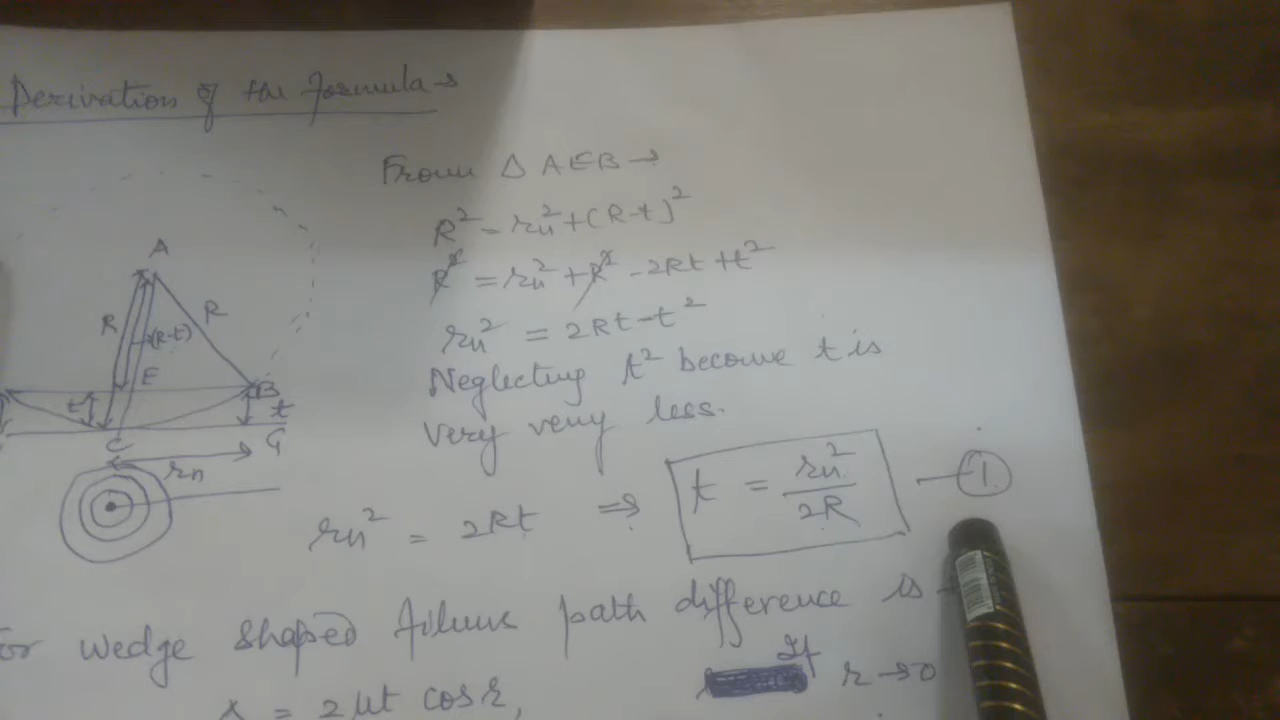 Derivation of the formula→
From Δ AEB →
R² = rn² + (R-t)²
R² = rn² + R² - 2Rt + t²
rn² = 2Rt - t²
Neglecting t² become t is
very very less.
A
R
R
(R-t)
E
B
t
t
C
G
rn
rn² = 2Rt ⇒ t = rn²/2R — ①
For wedge shaped films path difference is
If r→0
Δ = 2μt cos r,